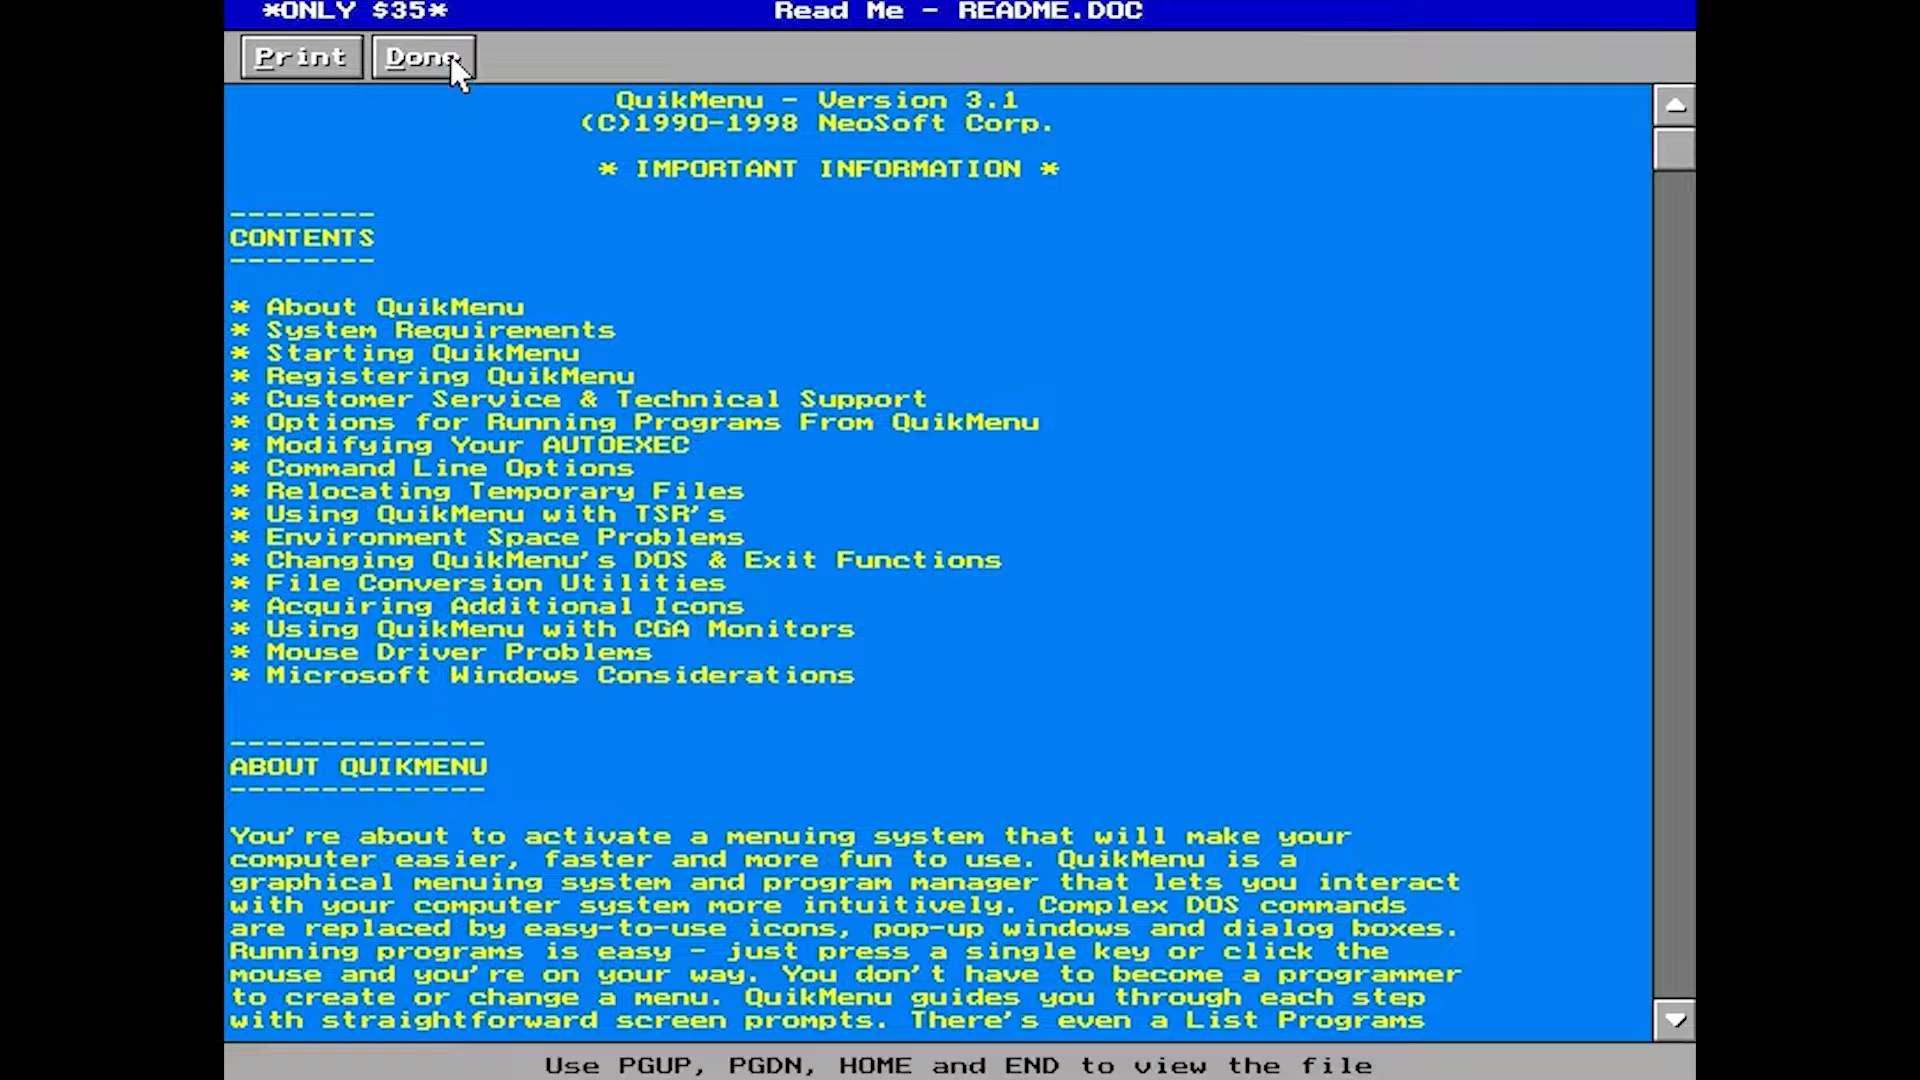 *ONLY $35* Read Me - README.DOC
Print Done
QuikMenu - Version 3.1
(C)1990-1998 NeoSoft Corp.
* IMPORTANT INFORMATION *
--------
CONTENTS
--------
* About QuikMenu
* System Requirements
* Starting QuikMenu
* Registering QuikMenu
* Customer Service & Technical Support
* Options for Running Programs From QuikMenu
* Modifying Your AUTOEXEC
* Command Line Options
* Relocating Temporary Files
* Using QuikMenu with TSR's
* Environment Space Problems
* Changing QuikMenu's DOS & Exit Functions
* File Conversion Utilities
* Acquiring Additional Icons
* Using QuikMenu with CGA Monitors
* Mouse Driver Problems
* Microsoft Windows Considerations
--------------
ABOUT QUIKMENU
--------------
You're about to activate a menuing system that will make your
computer easier, faster and more fun to use. QuikMenu is a
graphical menuing system and program manager that lets you interact
with your computer system more intuitively. Complex DOS commands
are replaced by easy-to-use icons, pop-up windows and dialog boxes.
Running programs is easy - just press a single key or click the
mouse and you're on your way. You don't have to become a programmer
to create or change a menu. QuikMenu guides you through each step
with straightforward screen prompts. There's even a List Programs
Use PGUP, PGDN, HOME and END to view the file